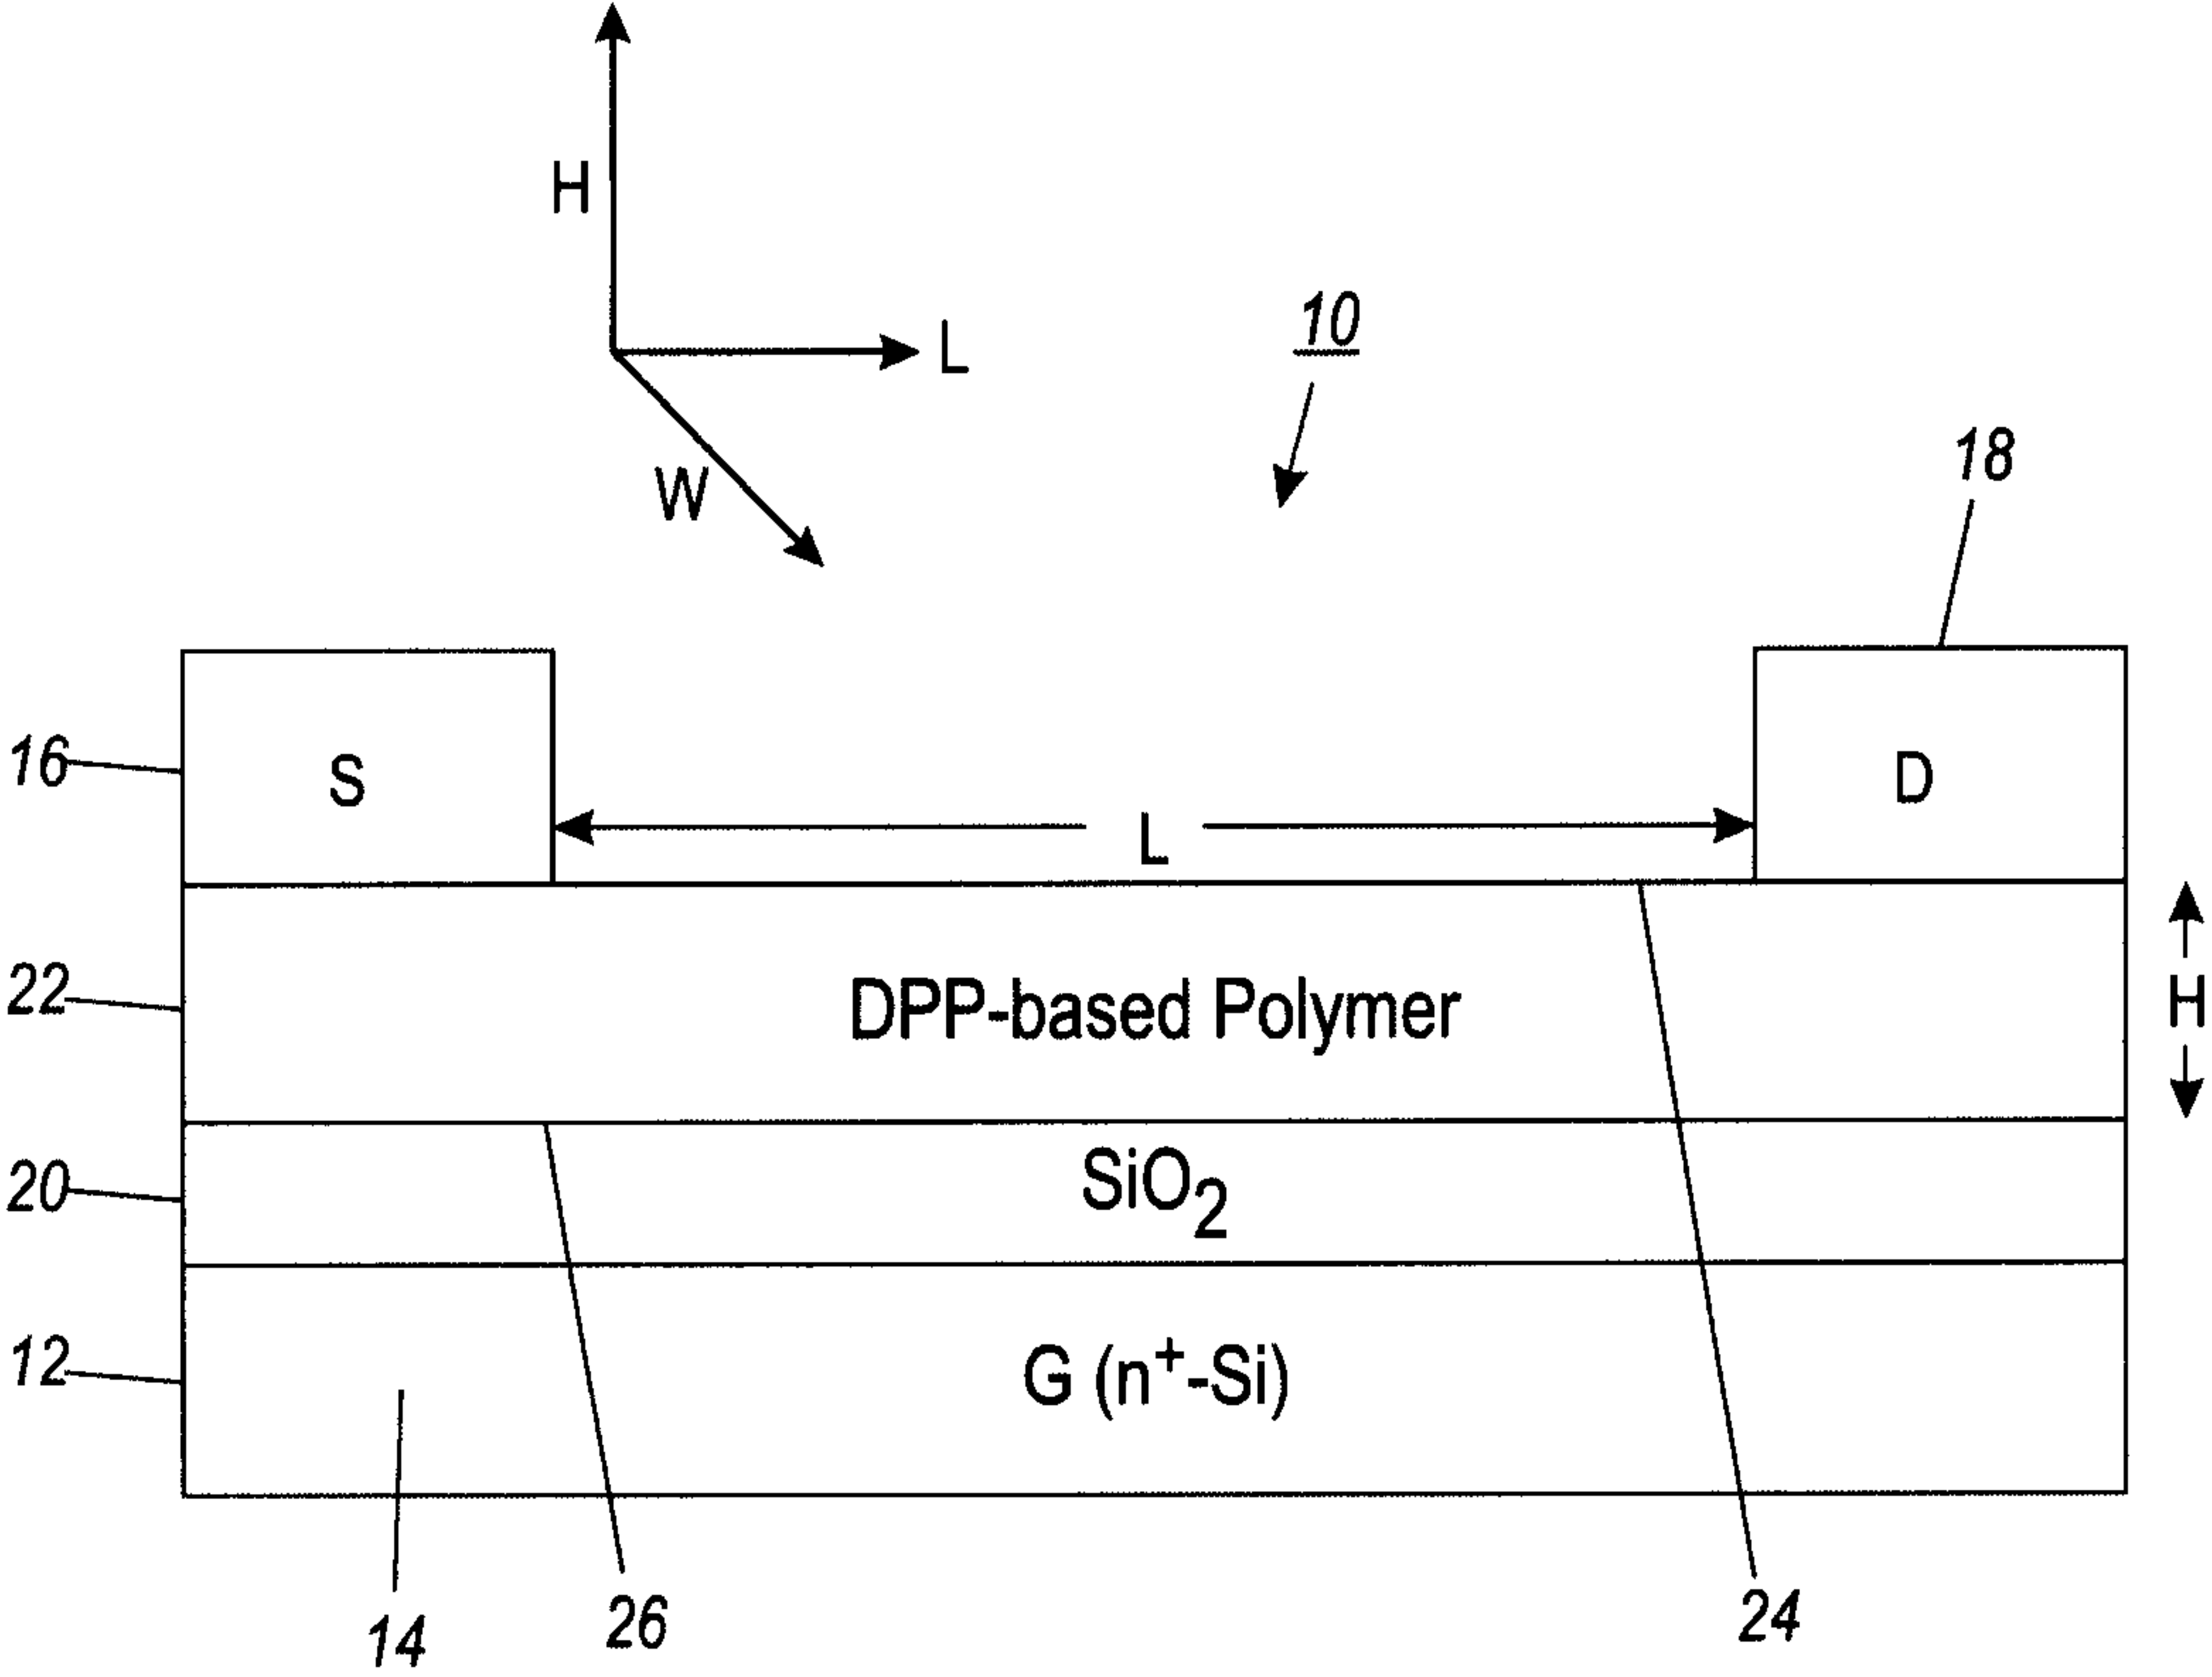 H
L
10
W
18
16
S
D
L
22
DPP-based Polymer
H
20
SiO₂
12
G (n⁺-Si)
14
26
24